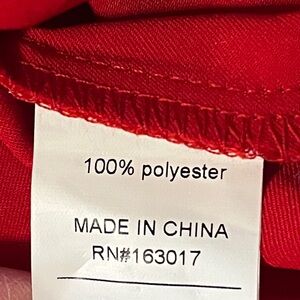 100% polyester
MADE IN CHINA
RN#163017